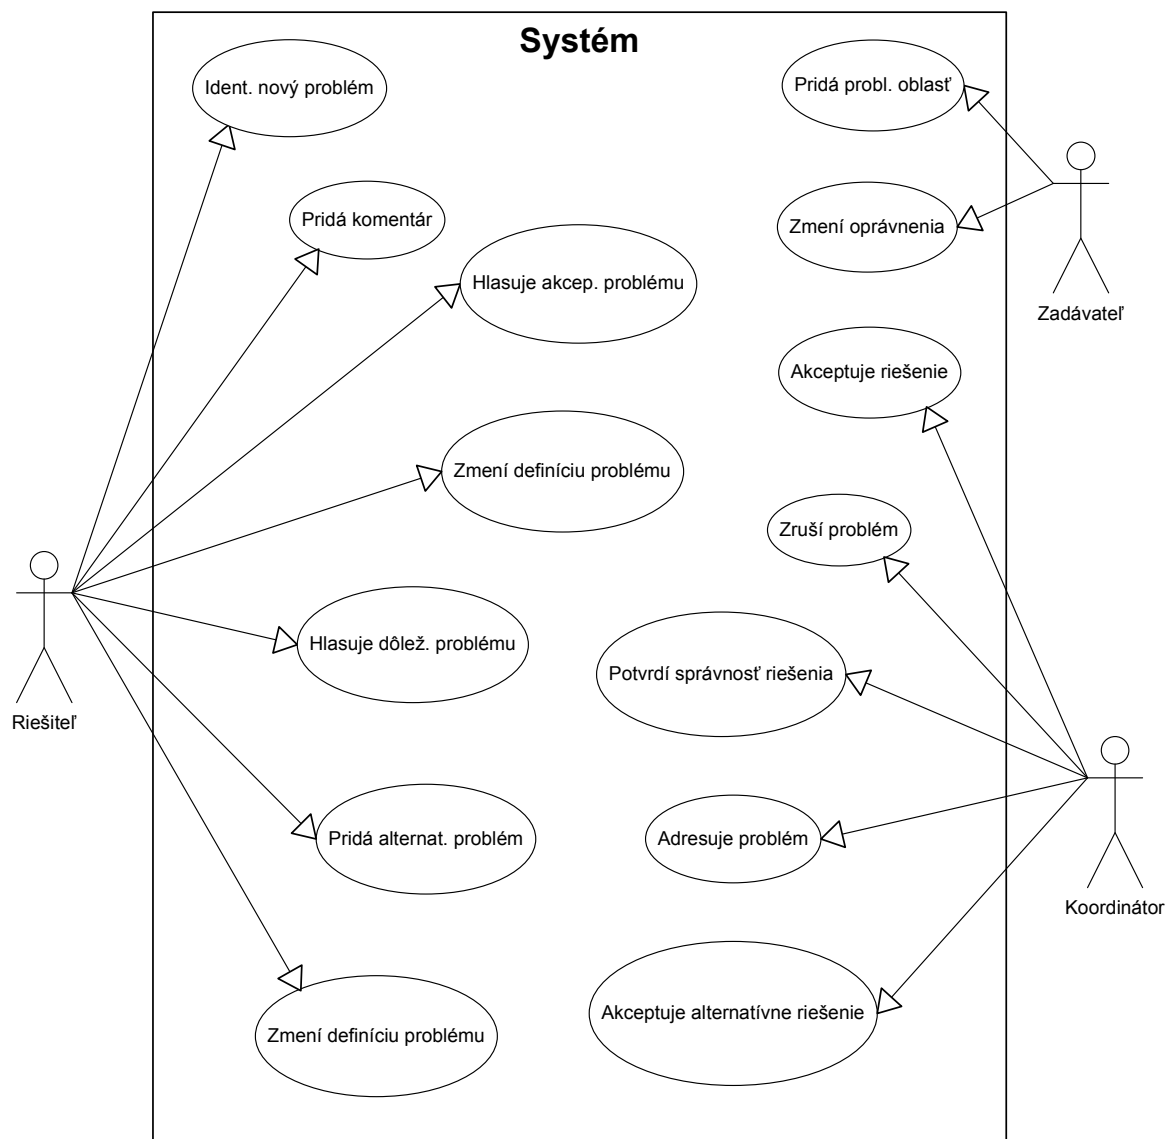 Systém
Ident. nový problém
Pridá probl. oblasť
Pridá komentár
Zmení oprávnenia
Hlasuje akcep. problému
Zadávateľ
Akceptuje riešenie
Zmení definíciu problému
Zruší problém
Hlasuje dôlež. problému
Potvrdí správnosť riešenia
Riešiteľ
Pridá alternat. problém
Adresuje problém
Koordinátor
Akceptuje alternatívne riešenie
Zmení definíciu problému